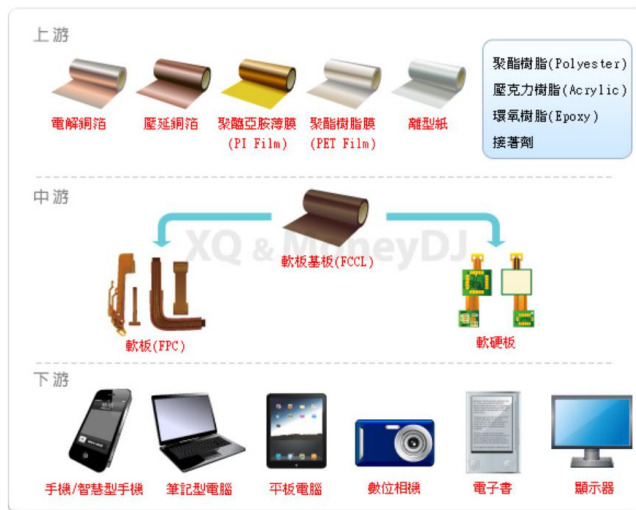 上游
聚酯樹脂(Polyester)
壓克力樹脂(Acrylic)
環氧樹脂(Epoxy)
接著劑
電解銅箔
壓延銅箔
聚醯亞胺薄膜
(PI Film)
聚酯樹脂膜
(PET Film)
離型紙
中游
XQ & MoneyDJ
軟板基板(FCCL)
軟板(FPC)
軟硬板
下游
手機/智慧型手機
筆記型電腦
平板電腦
數位相機
電子書
顯示器